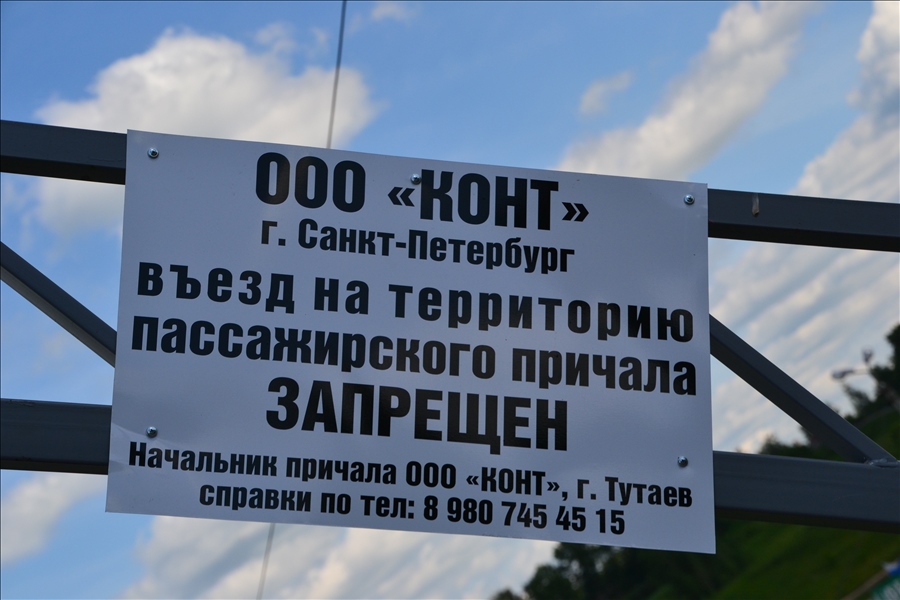 ООО «КОНТ»
г. Санкт-Петербург
въезд на территорию
пассажирского причала
ЗАПРЕЩЕН
Начальник причала ООО «КОНТ», г. Тутаев
справки по тел: 8 980 745 45 15